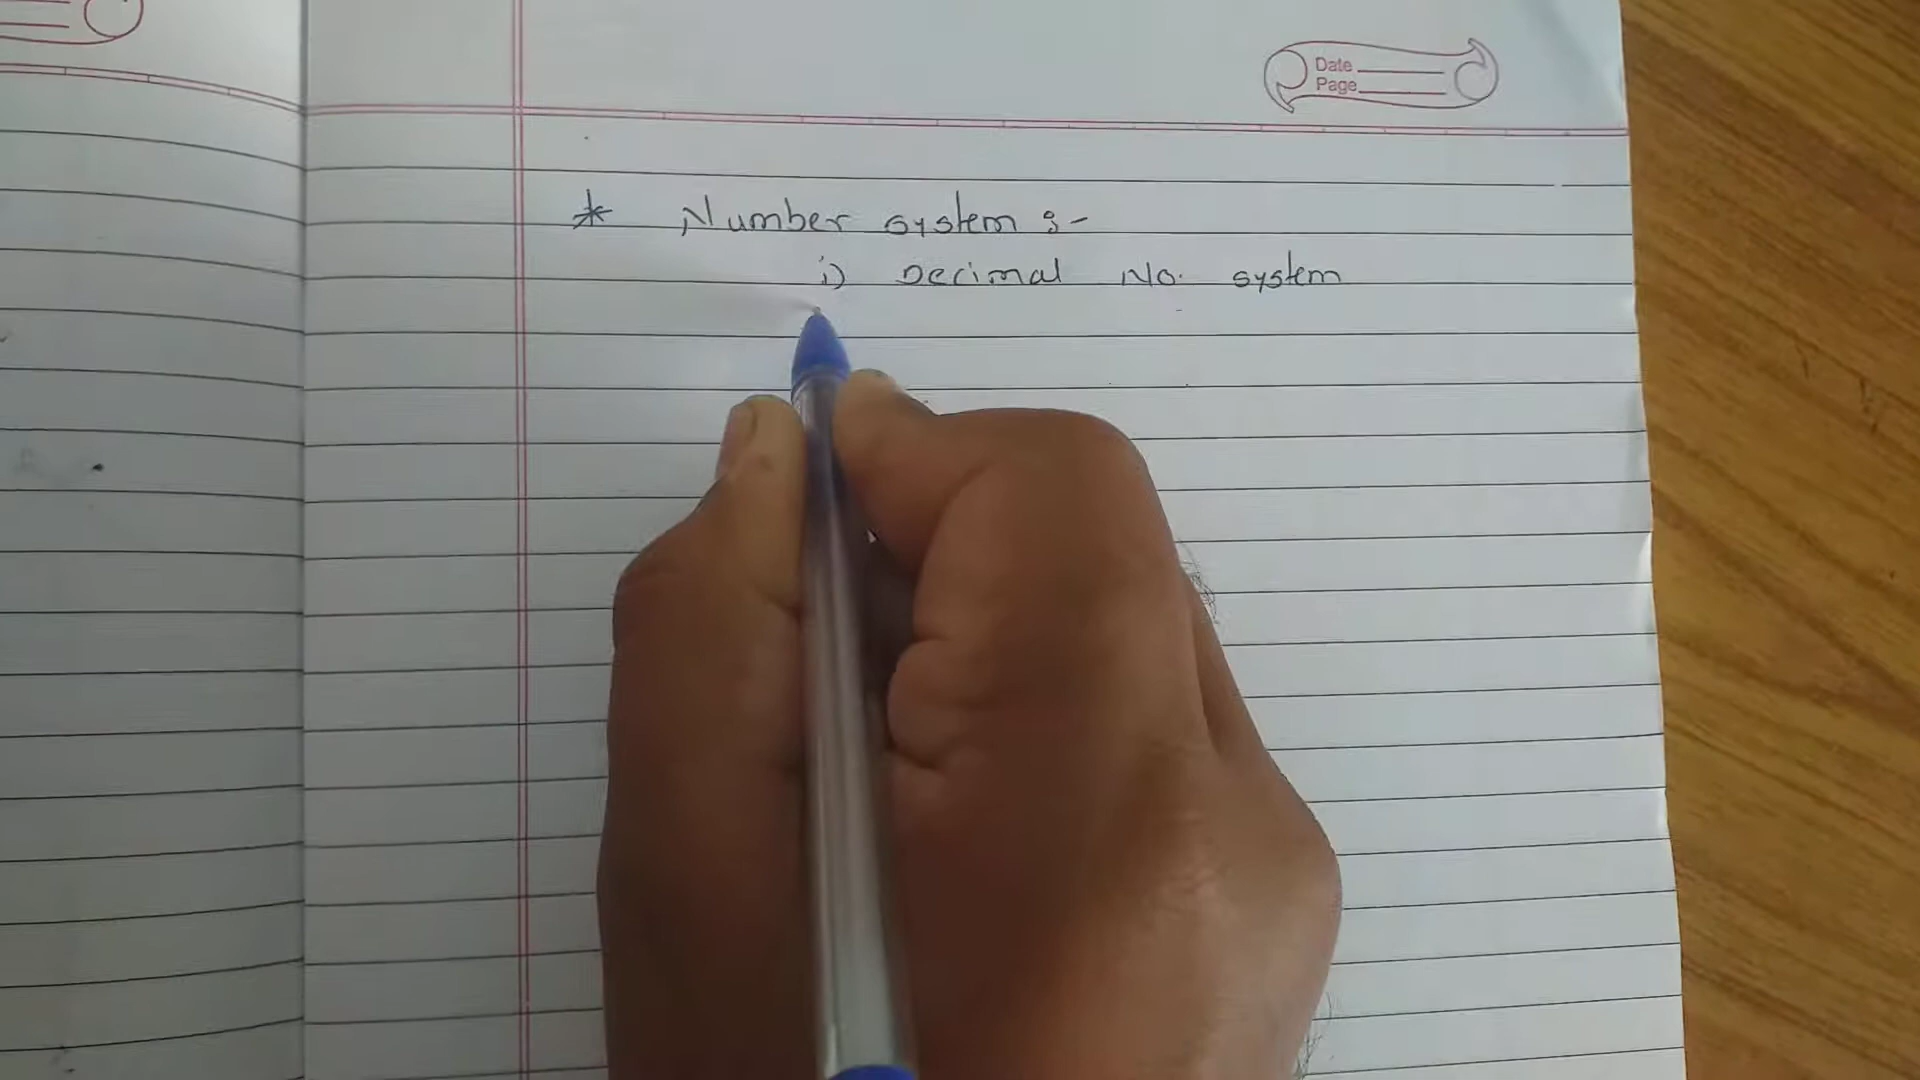 Date
Page
* Number system :-
i) Decimal No. system